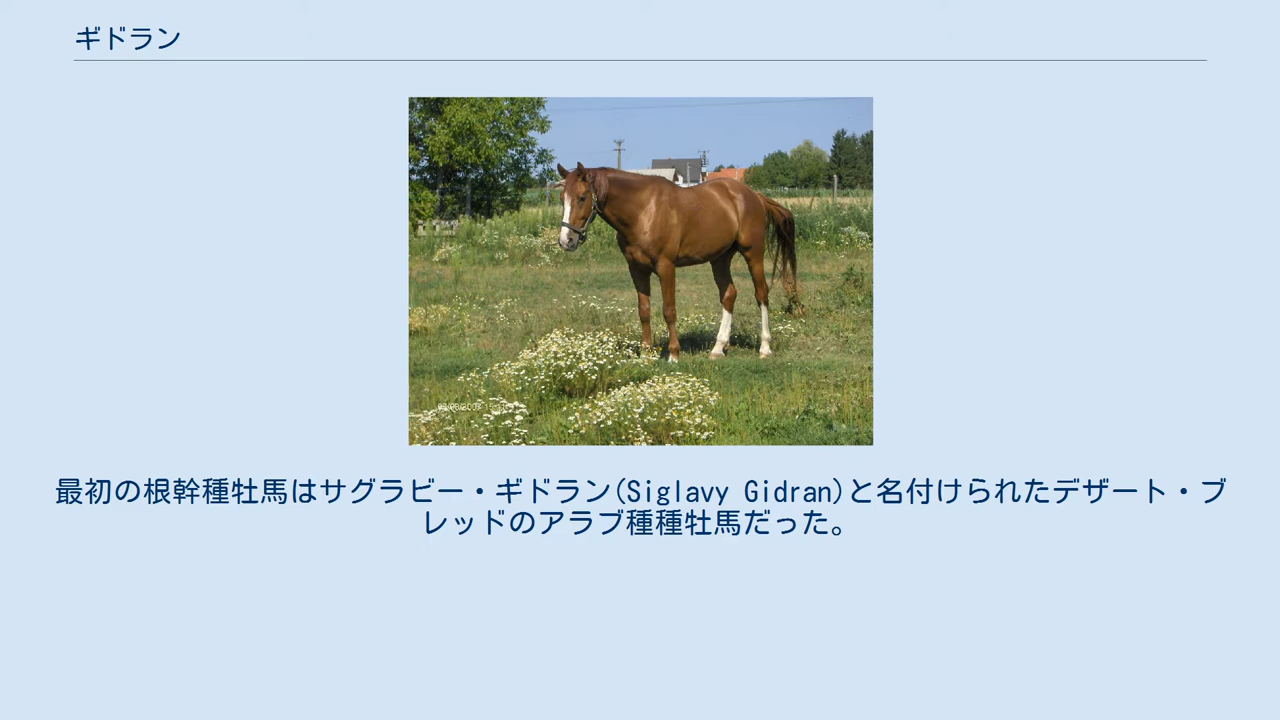 ギドラン
最初の根幹種牡馬はサグラビー・ギドラン(Siglavy Gidran)と名付けられたデザート・ブ
レッドのアラブ種種牡馬だった。